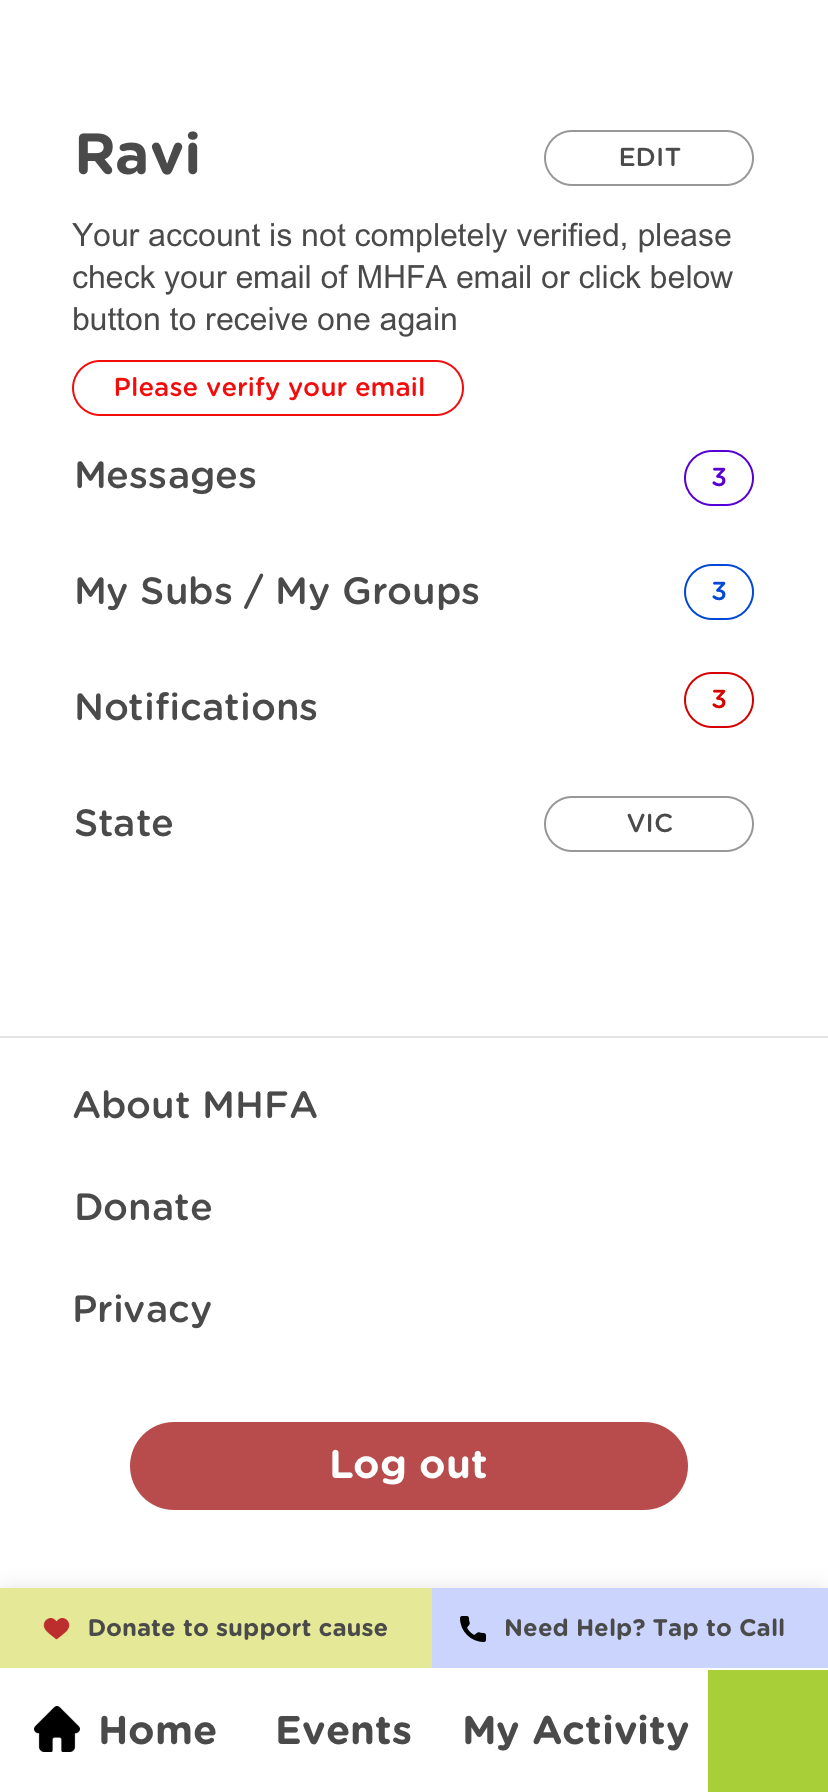 Ravi
EDIT
Your account is not completely verified, please
check your email of MHFA email or click below
button to receive one again
Please verify your email
Messages
3
My Subs / My Groups
3
Notifications
3
State
VIC
About MHFA
Donate
Privacy
Log out
Donate to support cause
Need Help? Tap to Call
Home
Events
My Activity